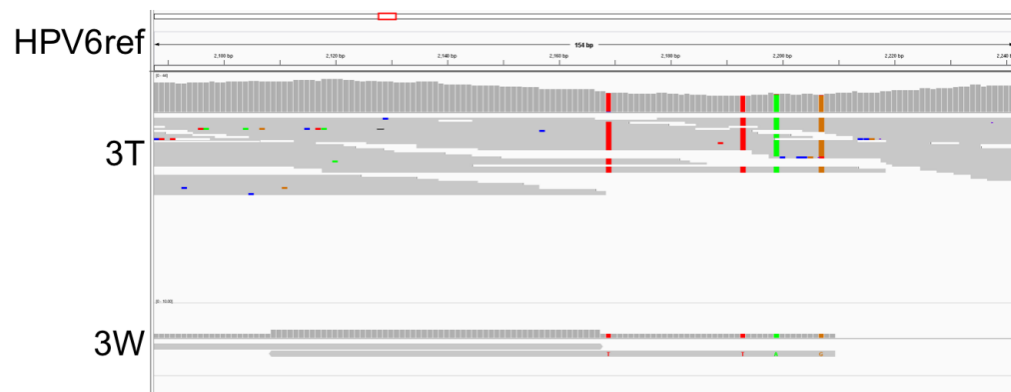 HPV6ref
154 bp
2,100 bp 2,120 bp 2,140 bp 2,160 bp 2,180 bp 2,200 bp 2,220 bp 2,240
3T
3W
T T A G